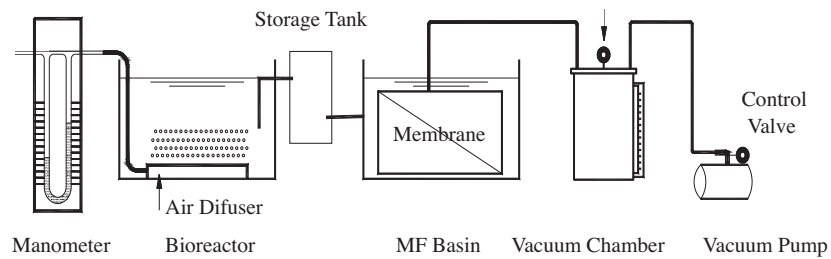 Storage Tank
Control
Valve
Membrane
Air Difuser
Manometer Bioreactor MF Basin Vacuum Chamber Vacuum Pump